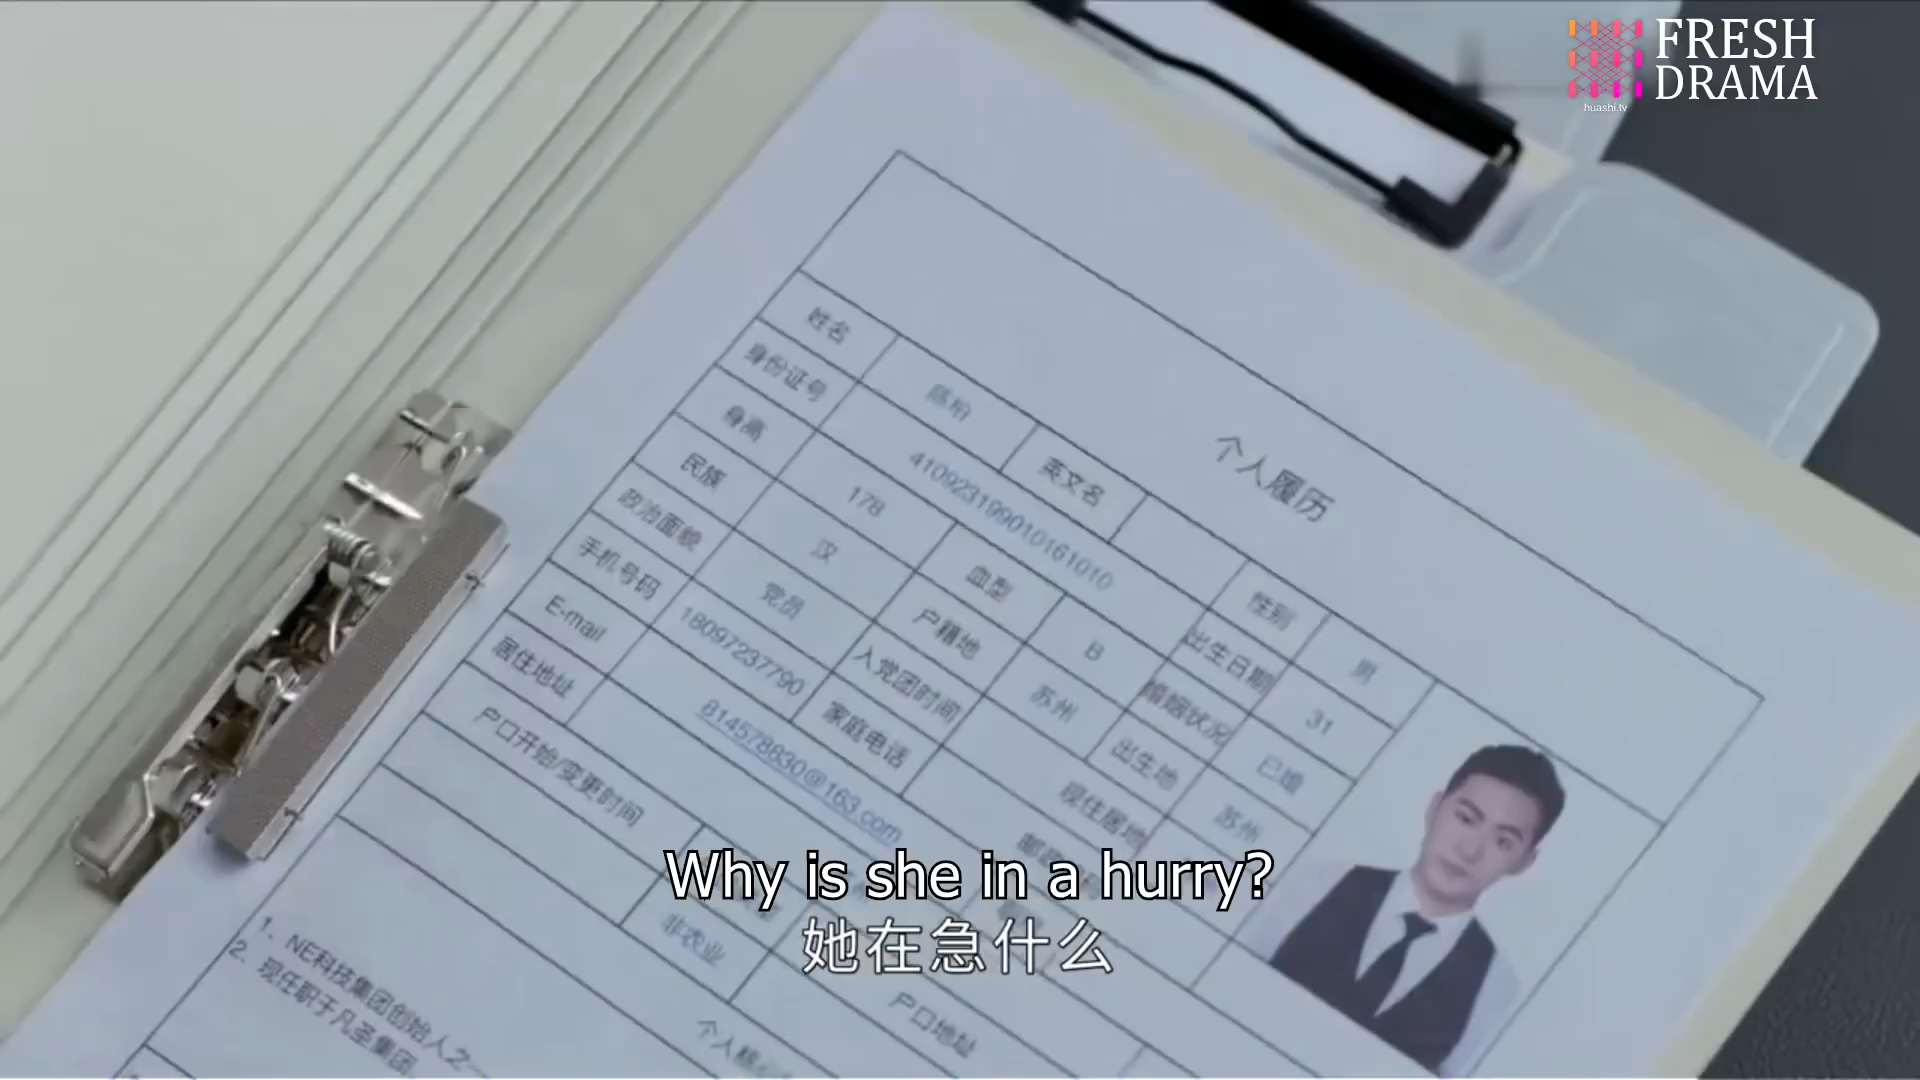 FRESH
DRAMA
huashi.tv
个人履历
姓名
英文名
性别
男
身份证号
410923199010161010
出生日期
31
身高
178
血型
B
婚姻状况
已婚
民族
汉
户籍地
苏州
出生地
苏州
政治面貌
党员
入党团时间
现住居地
手机号码
18097237790
家庭电话
E-mail
814578830@163.com
居住地址
户口开始/变更时间
非农业
户口地址
1、NE科技集团创始人之一
2、现任职于凡圣集团
Why is she in a hurry?
她在急什么